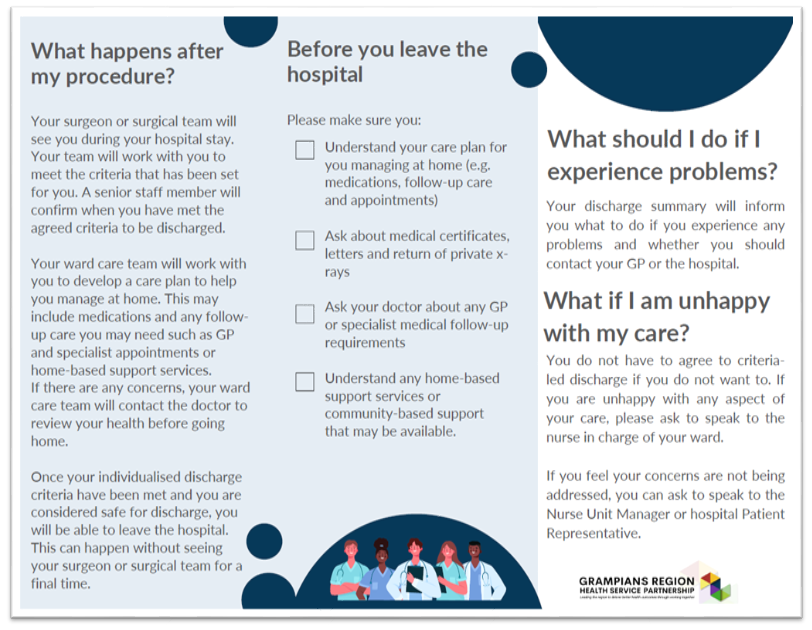 What happens after
my procedure?
Your surgeon or surgical team will
see you during your hospital stay.
Your team will work with you to
meet the criteria that has been set
for you. A senior staff member will
confirm when you have met the
agreed criteria to be discharged.
Your ward care team will work with
you to develop a care plan to help
you manage at home. This may
include medications and any follow-
up care you may need such as GP
and specialist appointments or
home-based support services.
If there are any concerns, your ward
care team will contact the doctor to
review your health before going
home.
Once your individualised discharge
criteria have been met and you are
considered safe for discharge, you
will be able to leave the hospital.
This can happen without seeing
your surgeon or surgical team for a
final time.
Before you leave the
hospital
Please make sure you:
Understand your care plan for
you managing at home (e.g.
medications, follow-up care
and appointments)
Ask about medical certificates,
letters and return of private x-
rays
Ask your doctor about any GP
or specialist medical follow-up
requirements
Understand any home-based
support services or
community-based support
that may be available.
What should I do if I
experience problems?
Your discharge summary will inform
you what to do if you experience any
problems and whether you should
contact your GP or the hospital.
What if I am unhappy
with my care?
You do not have to agree to criteria-
led discharge if you do not want to. If
you are unhappy with any aspect of
your care, please ask to speak to the
nurse in charge of your ward.
If you feel your concerns are not being
addressed, you can ask to speak to the
Nurse Unit Manager or hospital Patient
Representative.
GRAMPIANS REGION
HEALTH SERVICE PARTNERSHIP